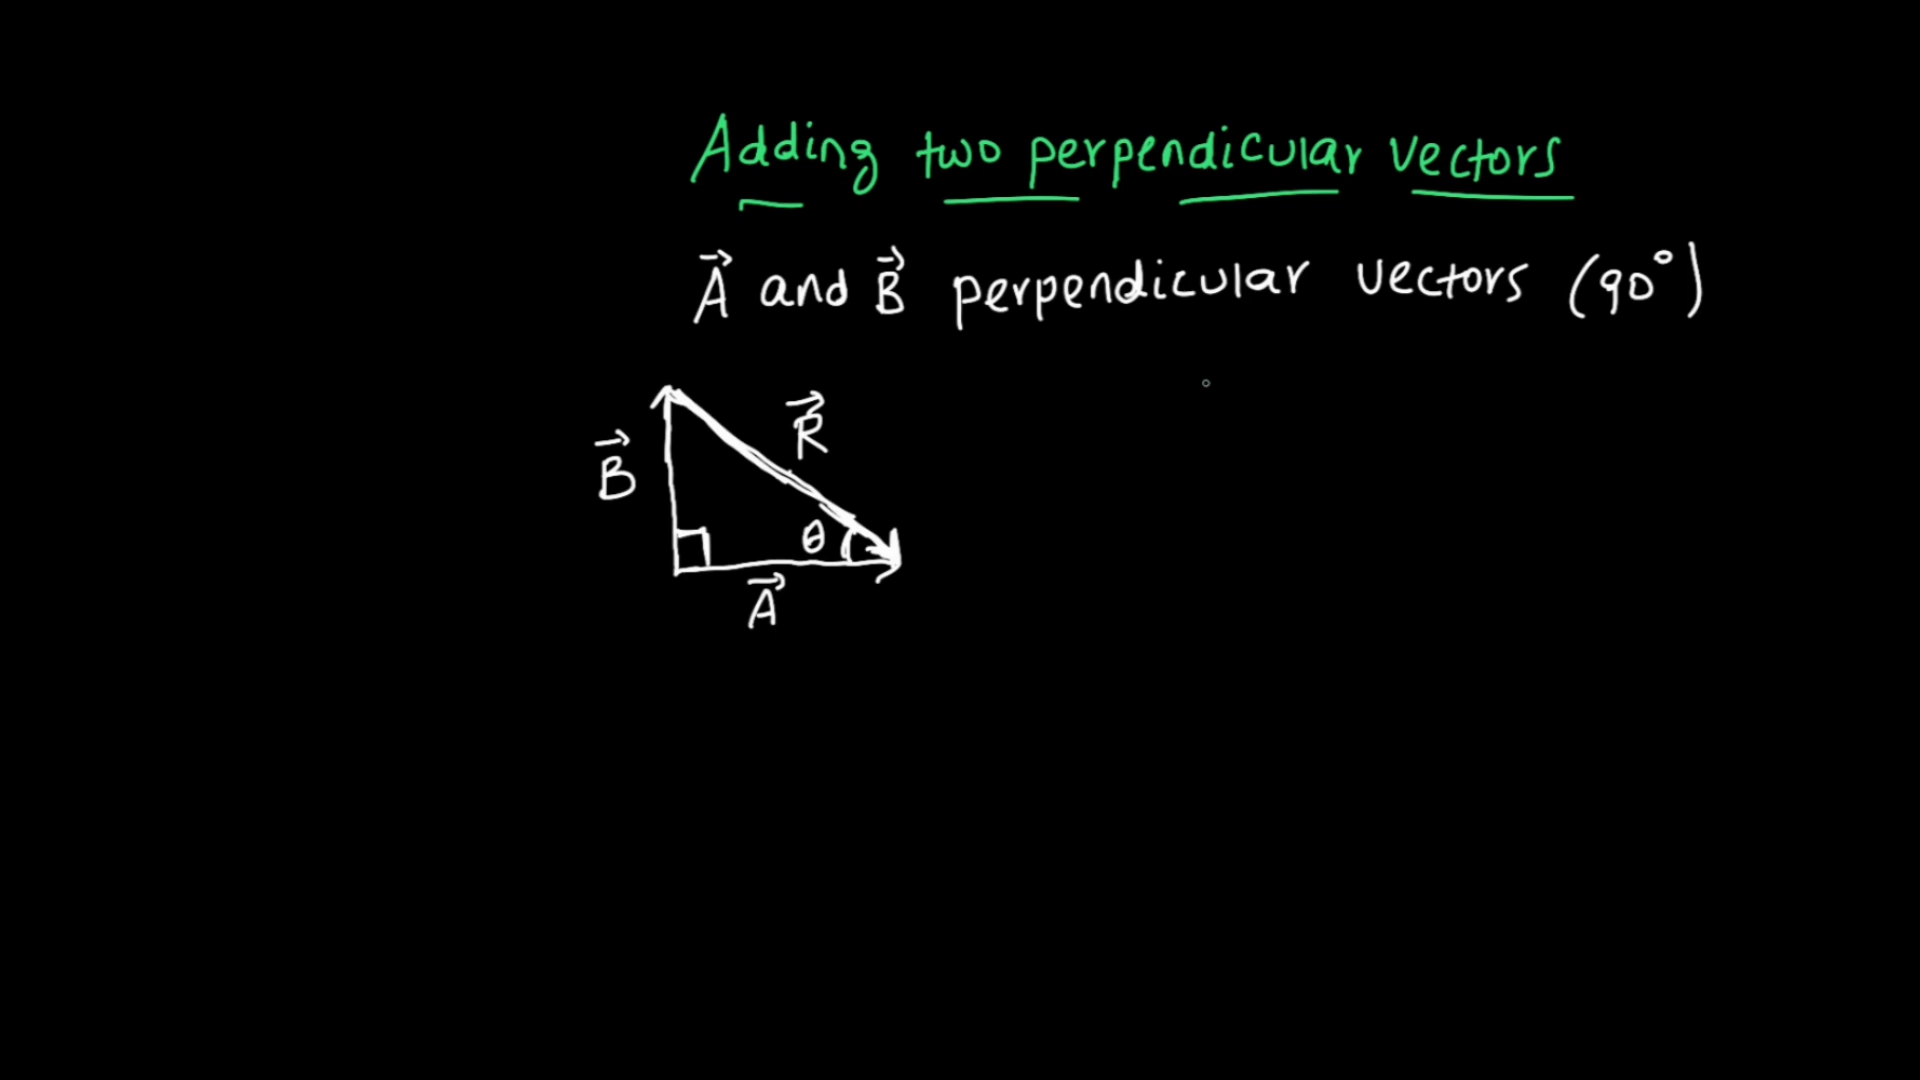 Adding two perpendicular vectors
A⃗ and B⃗ perpendicular vectors (90°)
R⃗
B⃗
θ
A⃗